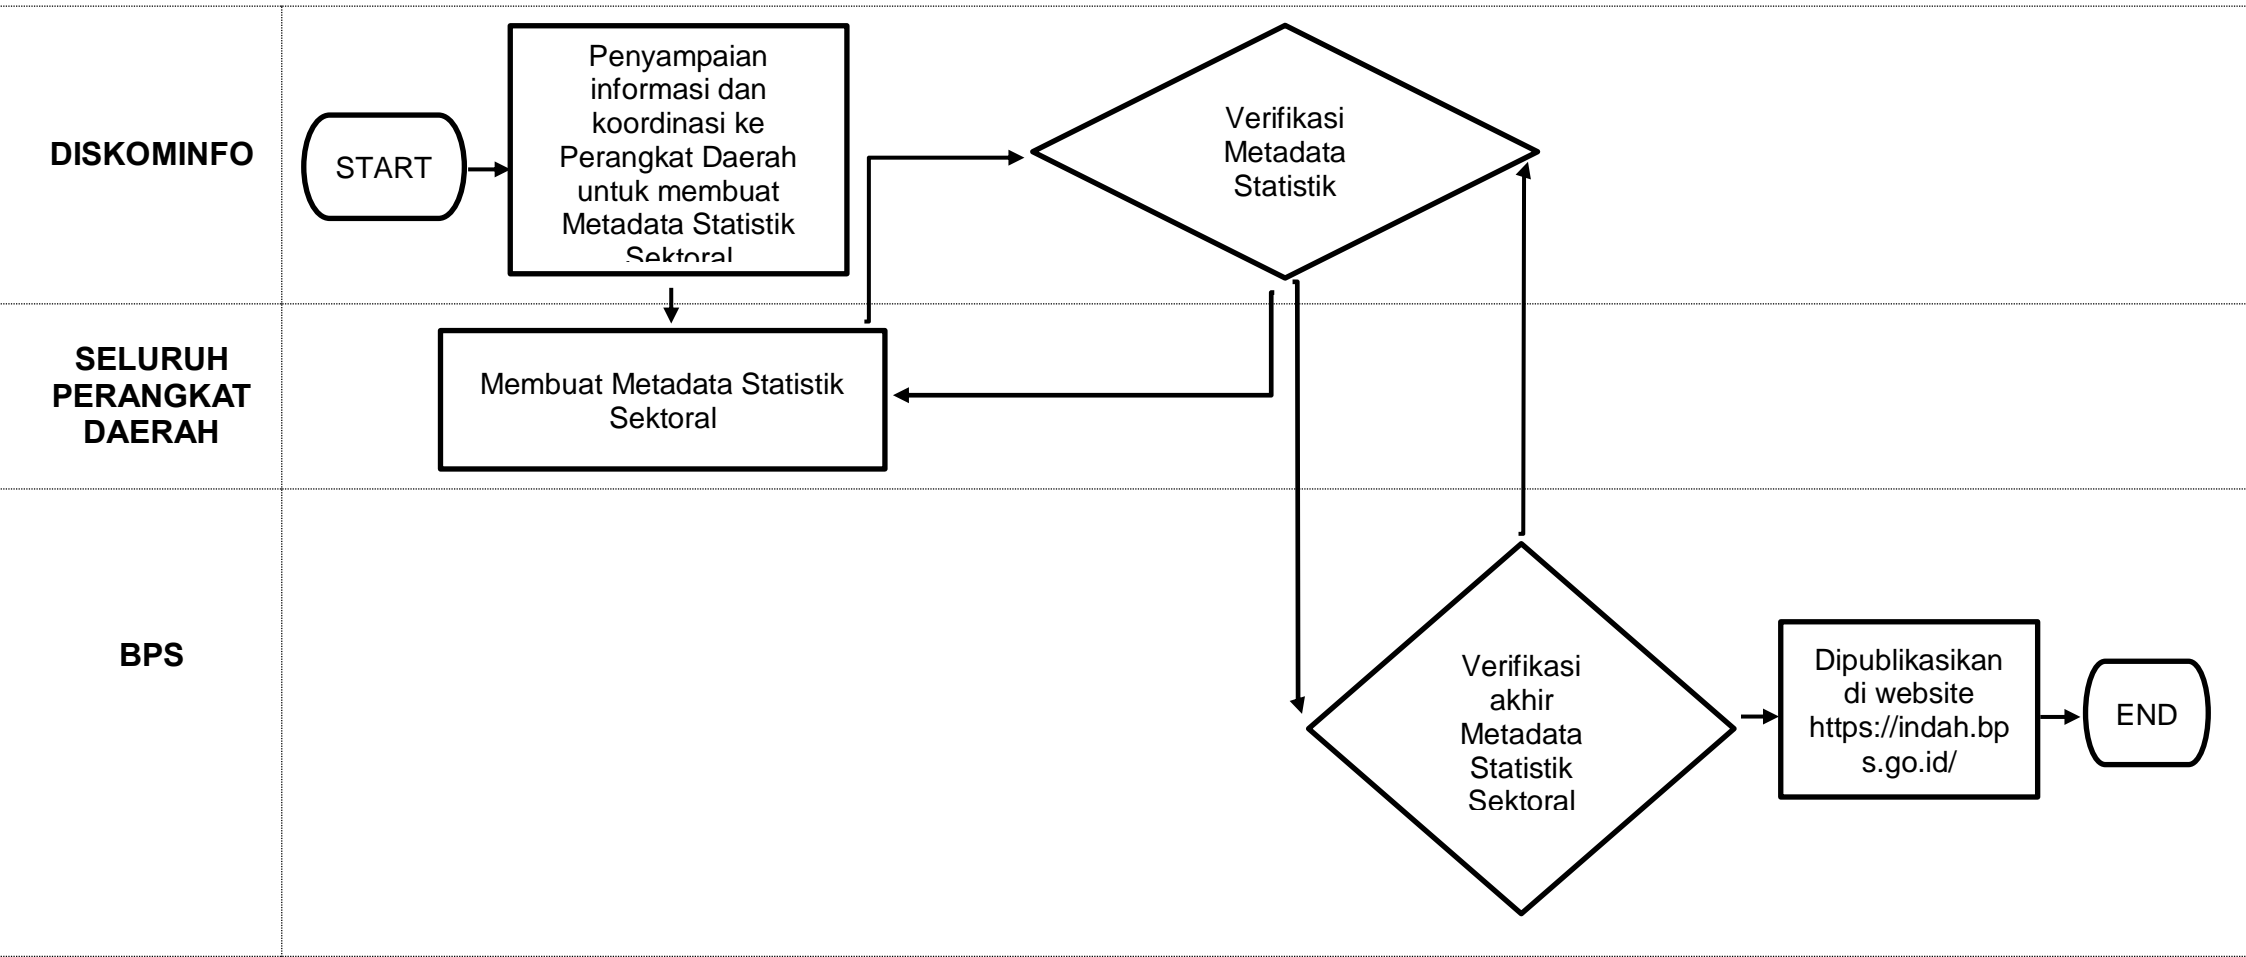 DISKOMINFO
START
Penyampaian
informasi dan
koordinasi ke
Perangkat Daerah
untuk membuat
Metadata Statistik
Sektoral
Verifikasi
Metadata
Statistik
SELURUH
PERANGKAT
DAERAH
Membuat Metadata Statistik
Sektoral
BPS
Verifikasi
akhir
Metadata
Statistik
Sektoral
Dipublikasikan
di website
https://indah.bp
s.go.id/
END